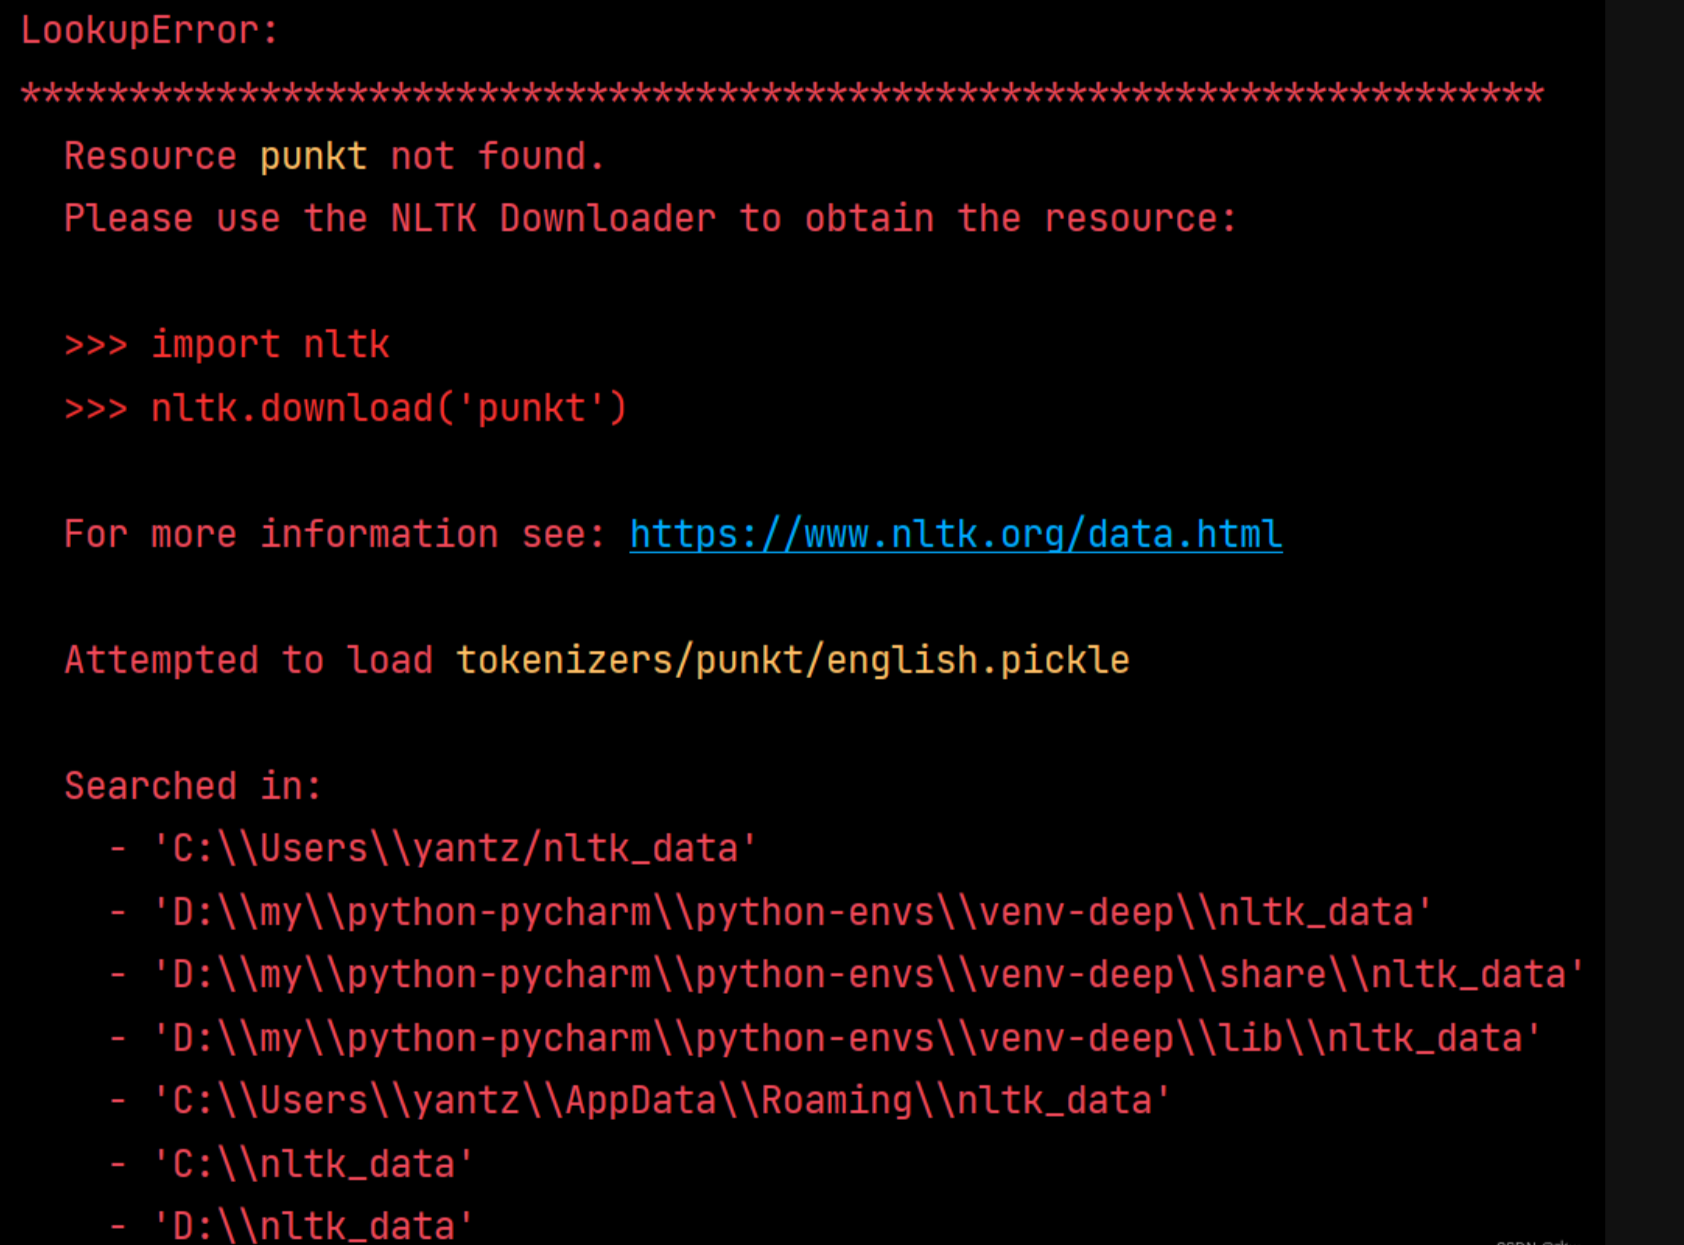 LookupError:
**********************************************************************
Resource punkt not found.
Please use the NLTK Downloader to obtain the resource:
>>> import nltk
>>> nltk.download('punkt')
For more information see: https://www.nltk.org/data.html
Attempted to load tokenizers/punkt/english.pickle
Searched in:
- 'C:\\Users\\yantz/nltk_data'
- 'D:\\my\\python-pycharm\\python-envs\\venv-deep\\nltk_data'
- 'D:\\my\\python-pycharm\\python-envs\\venv-deep\\share\\nltk_data'
- 'D:\\my\\python-pycharm\\python-envs\\venv-deep\\lib\\nltk_data'
- 'C:\\Users\\yantz\\AppData\\Roaming\\nltk_data'
- 'C:\\nltk_data'
- 'D:\\nltk_data'